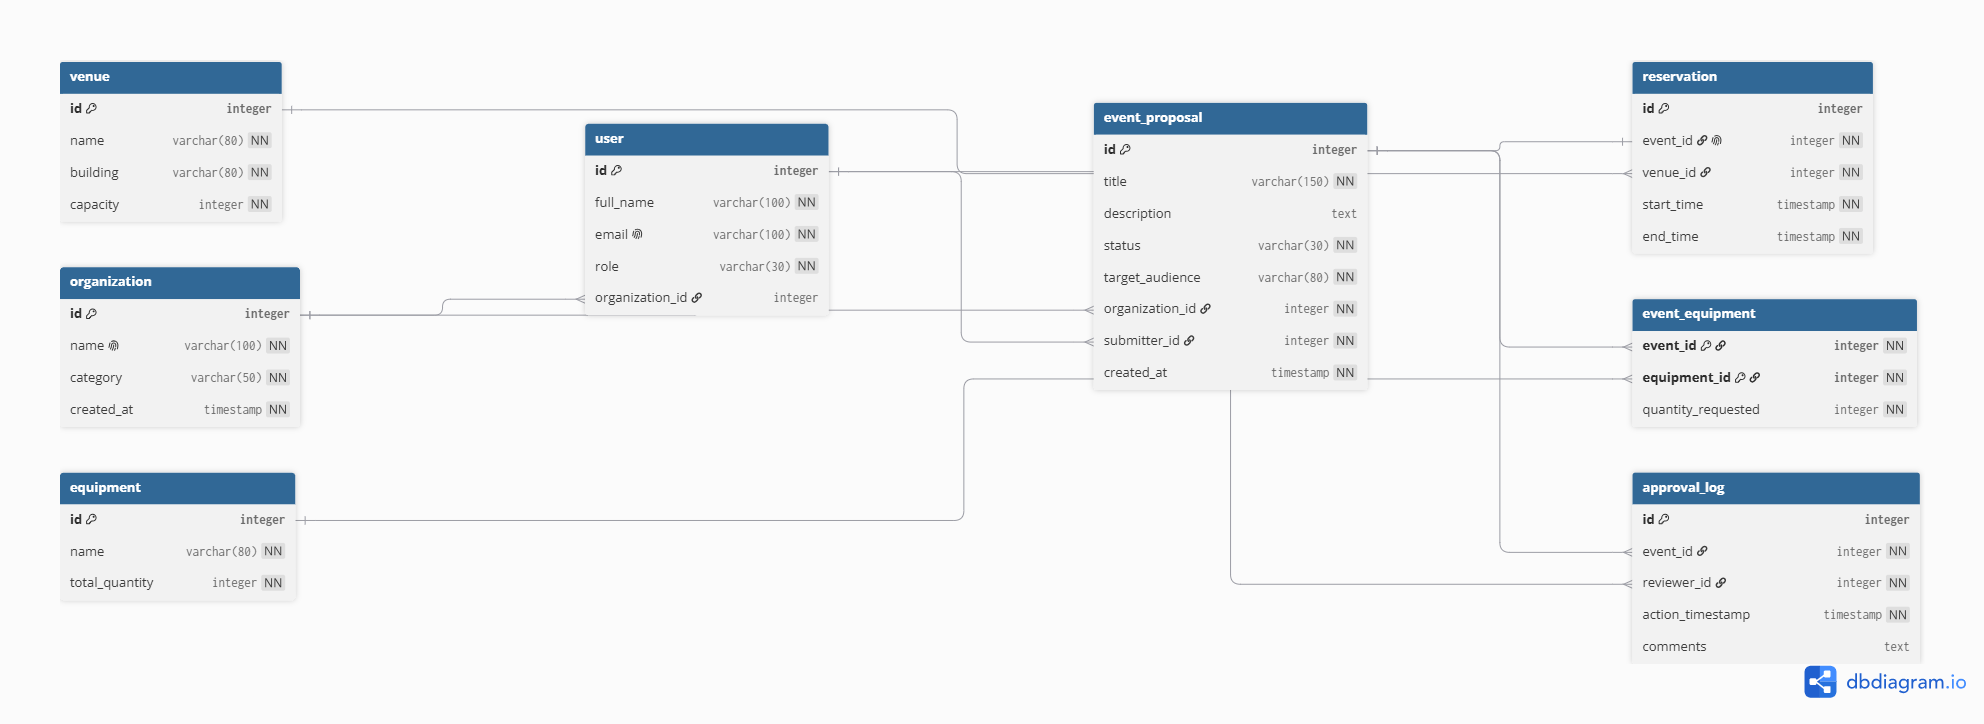 venue
id integer
name varchar(80) NN
building varchar(80) NN
capacity integer NN
organization
id integer
name varchar(100) NN
category varchar(50) NN
created_at timestamp NN
equipment
id integer
name varchar(80) NN
total_quantity integer NN
user
id integer
full_name varchar(100) NN
email varchar(100) NN
role varchar(30) NN
organization_id integer
event_proposal
id integer
title varchar(150) NN
description text
status varchar(30) NN
target_audience varchar(80) NN
organization_id integer NN
submitter_id integer NN
created_at timestamp NN
reservation
id integer
event_id integer NN
venue_id integer NN
start_time timestamp NN
end_time timestamp NN
event_equipment
event_id integer NN
equipment_id integer NN
quantity_requested integer NN
approval_log
id integer
event_id integer NN
reviewer_id integer NN
action_timestamp timestamp NN
comments text
dbdiagram.io